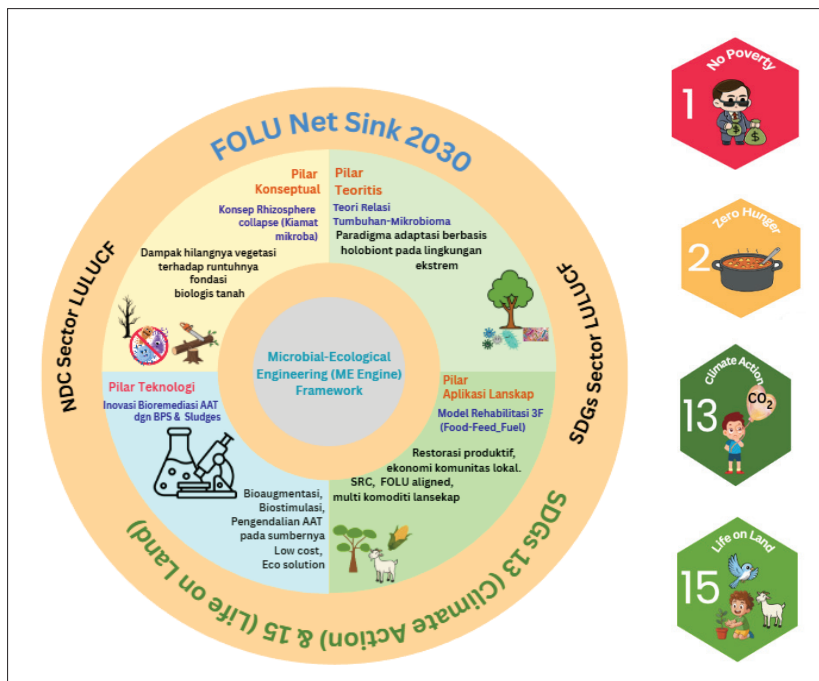 FOLU Net Sink 2030
NDC Sector LULUCF
SDGs Sector LULUCF
SDGs 13 (Climate Action) & 15 (Life on Land)
Pilar
Konseptual
Konsep Rhizosphere
collapse (Kiamat
mikroba)
Dampak hilangnya vegetasi
terhadap runtuhnya
fondasi
biologis tanah
Pilar
Teoritis
Teori Relasi
Tumbuhan-Mikrobioma
Paradigma adaptasi berbasis
holobiont pada lingkungan
ekstrem
Microbial-Ecological
Engineering (ME Engine)
Framework
Pilar Teknologi
Inovasi Bioremediasi AAT
dgn BPS & Sludges
Bioaugmentasi,
Biostimulasi,
Pengendalian AAT
pada sumbernya
Low cost,
Eco solution
Pilar
Aplikasi Lanskap
Model Rehabilitasi 3F
(Food-Feed_Fuel)
Restorasi produktif,
ekonomi komunitas lokal.
SRC, FOLU aligned,
multi komoditi lansekap
No Poverty
1
$ $
Zero Hunger
2
Climate Action
13
CO2
Life on Land
15